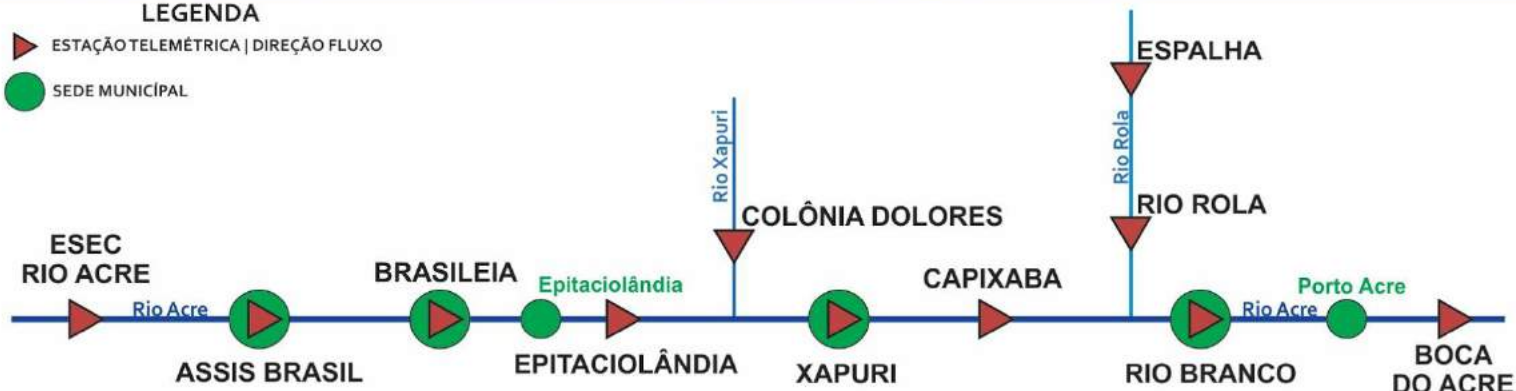 LEGENDA
ESTAÇÃO TELEMÉTRICA | DIREÇÃO FLUXO
SEDE MUNICÍPAL
ESPALHA
Rio Xapuri
Rio Rola
COLÔNIA DOLORES
RIO ROLA
ESEC
RIO ACRE
BRASILEIA
Epitaciolândia
CAPIXABA
Porto Acre
Rio Acre
Rio Acre
ASSIS BRASIL
EPITACIOLÂNDIA
XAPURI
RIO BRANCO
BOCA
DO ACRE